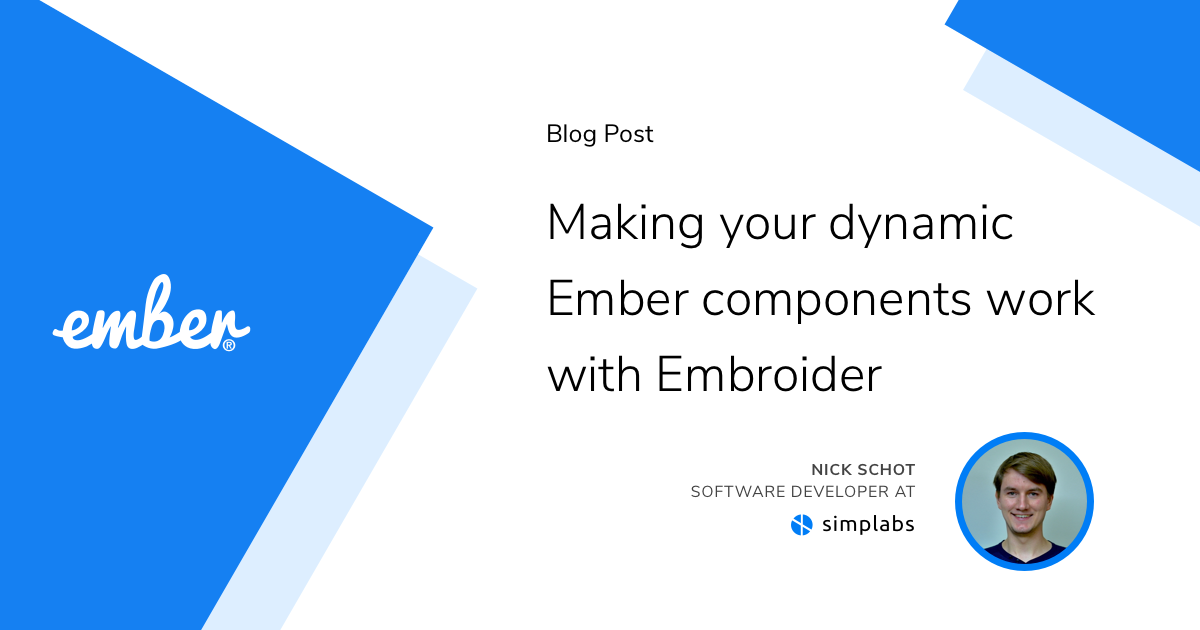 Blog Post
Making your dynamic
Ember components work
with Embroider
ember®
NICK SCHOT
SOFTWARE DEVELOPER AT
simplabs